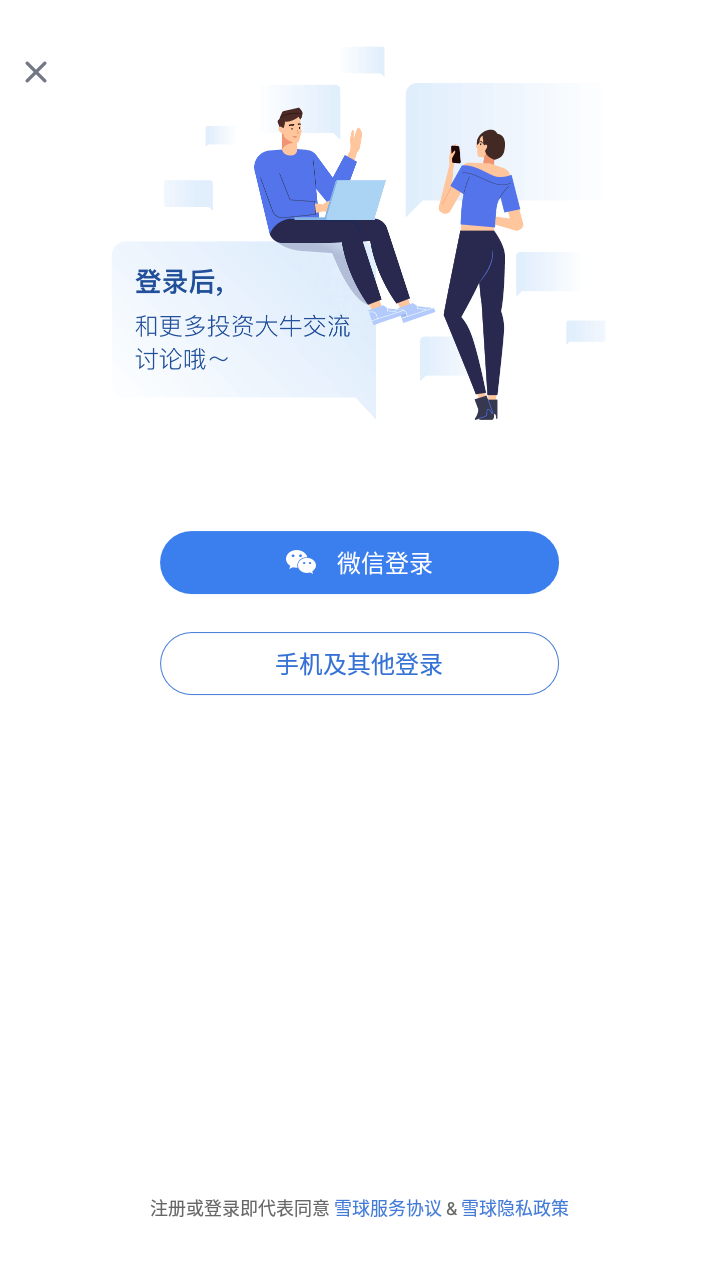 登录后,
和更多投资大牛交流
讨论哦～
微信登录
手机及其他登录
注册或登录即代表同意 雪球服务协议 & 雪球隐私政策